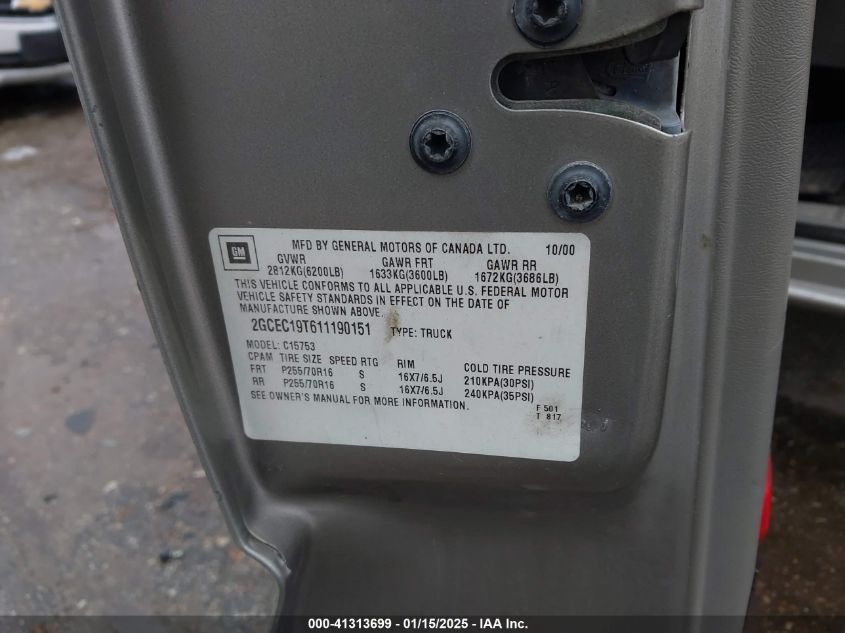 GM
MFD BY GENERAL MOTORS OF CANADA LTD. 10/00
GVWR GAWR FRT GAWR RR
2812KG(6200LB) 1633KG(3600LB) 1672KG(3686LB)
THIS VEHICLE CONFORMS TO ALL APPLICABLE U.S. FEDERAL MOTOR
VEHICLE SAFETY STANDARDS IN EFFECT ON THE DATE OF
MANUFACTURE SHOWN ABOVE.
2GCEC19T611190151 TYPE: TRUCK
MODEL: C15753
CPAM TIRE SIZE SPEED RTG RIM COLD TIRE PRESSURE
FRT P255/70R16 S 16X7/6.5J 210KPA(30PSI)
RR P255/70R16 S 16X7/6.5J 240KPA(35PSI)
SEE OWNER'S MANUAL FOR MORE INFORMATION.
F 501
T 817
000-41313699 / 01/15/2025 - IAA Inc.